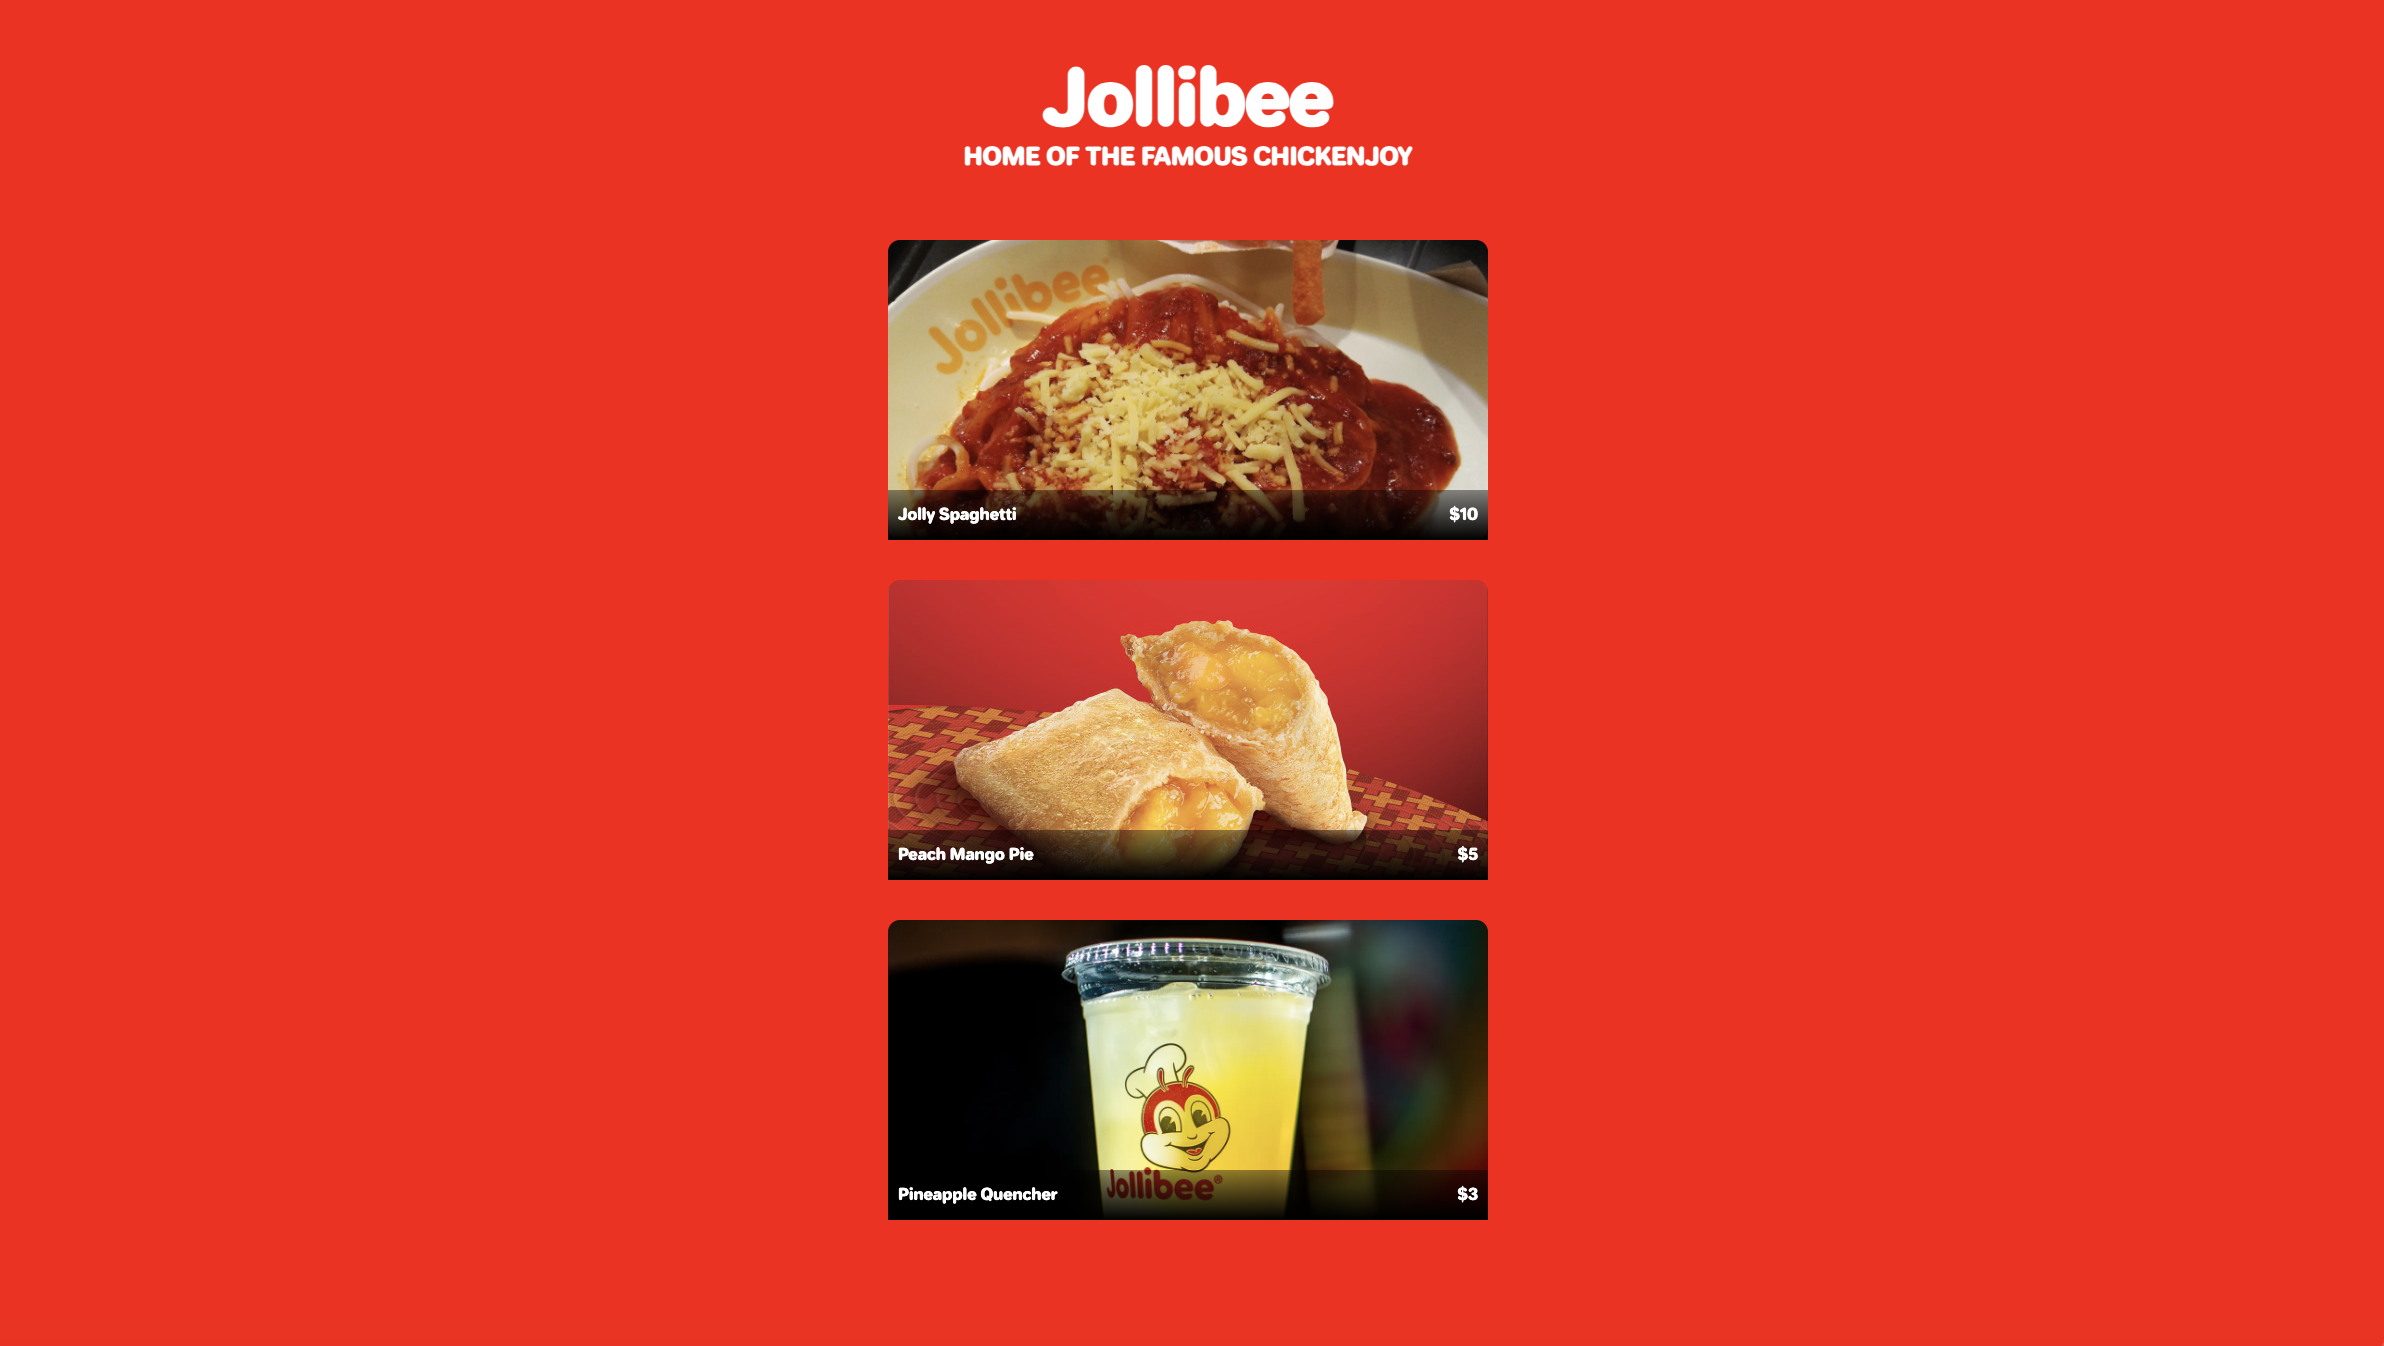 Jollibee
HOME OF THE FAMOUS CHICKENJOY
Jollibee
Jolly Spaghetti $10
Peach Mango Pie $5
Jollibee®
Pineapple Quencher $3